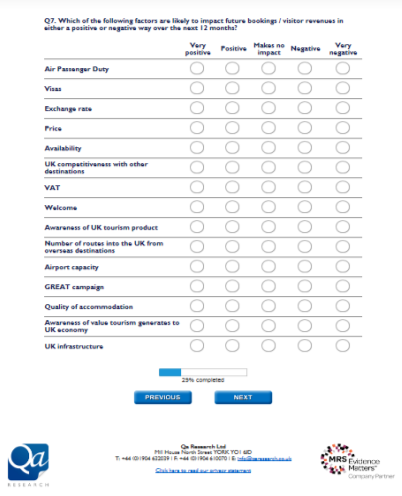 Q7. Which of the following factors are likely to impact future bookings / visitor revenues in
either a positive or negative way over the next 12 months?
Very
positive
Positive
Makes no
impact
Negative
Very
negative
Air Passenger Duty
Visas
Exchange rate
Price
Availability
UK competitiveness with other
destinations
VAT
Welcome
Awareness of UK tourism product
Number of routes into the UK from
overseas destinations
Airport capacity
GREAT campaign
Quality of accommodation
Awareness of value tourism generates to
UK economy
UK infrastructure
29% completed
PREVIOUS
NEXT
Qa
RESEARCH
Qa Research Ltd
Mill House North Street YORK YO1 6JD
T: +44 (0)1904 632039 | F: +44 (0)1904 610070 | E: info@qaresearch.co.uk
Click here to read our privacy statement
MRS Evidence
Matters™
Company Partner